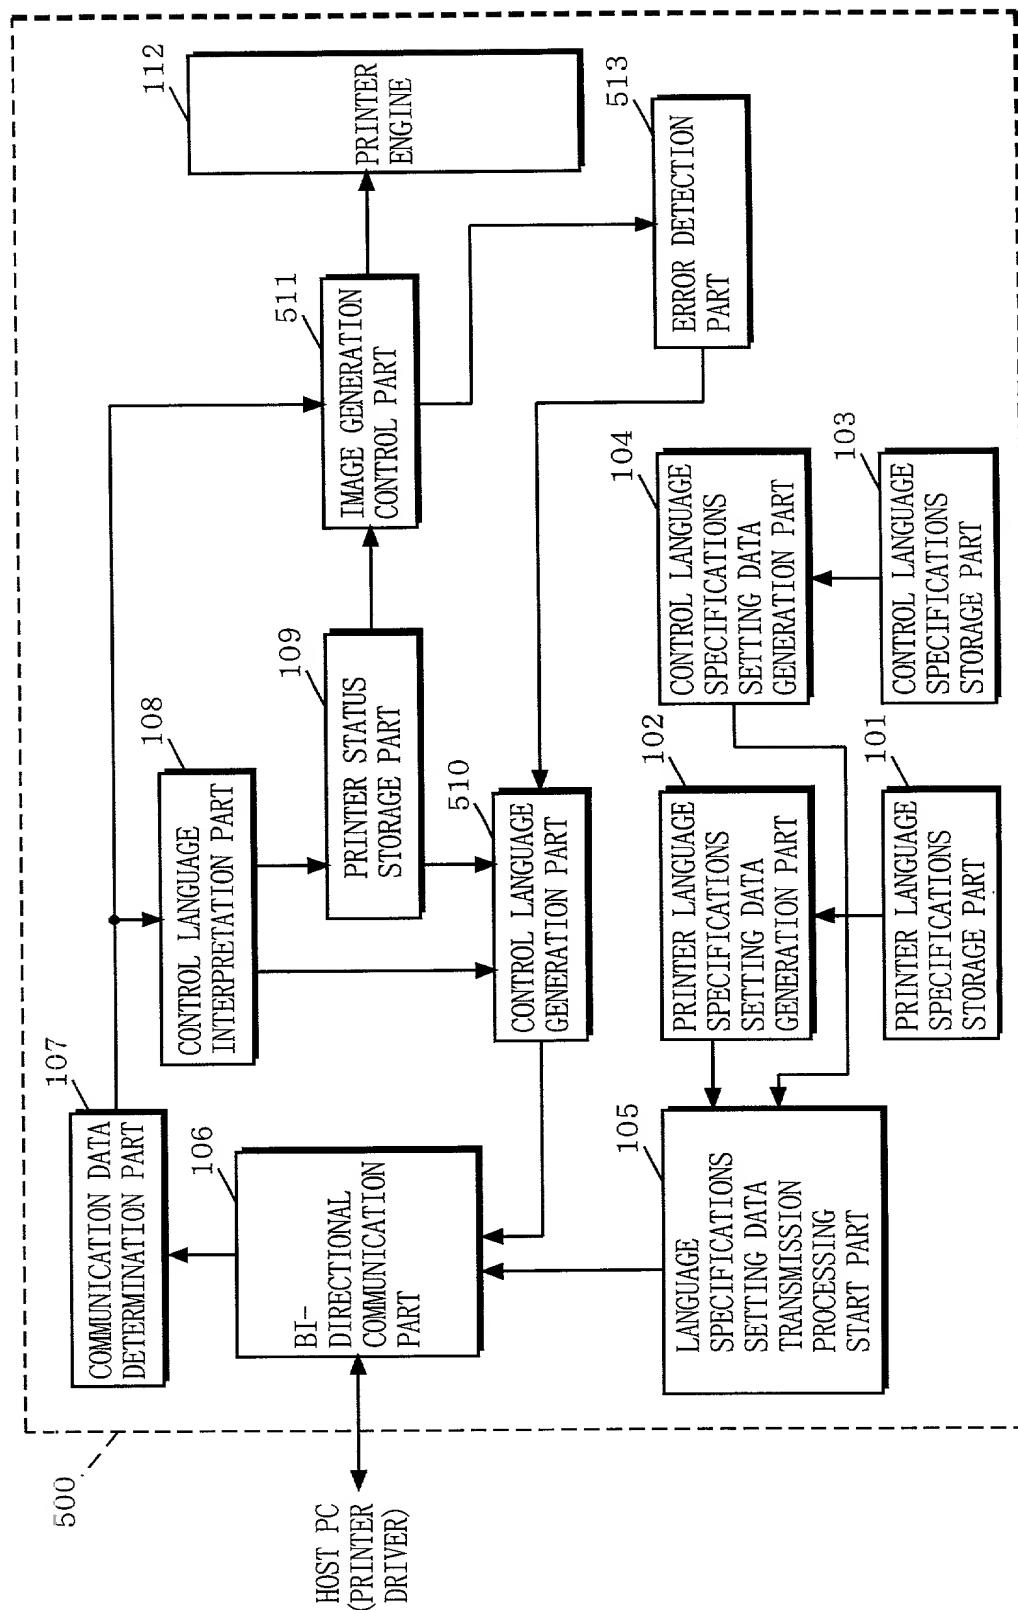 500
HOST PC
(PRINTER
DRIVER)
107
COMMUNICATION DATA
DETERMINATION PART
106
BI-
DIRECTIONAL
COMMUNICATION
PART
105
LANGUAGE
SPECIFICATIONS
SETTING DATA
TRANSMISSION
PROCESSING
START PART
108
CONTROL LANGUAGE
INTERPRETATION PART
109
PRINTER STATUS
STORAGE PART
510
CONTROL LANGUAGE
GENERATION PART
102
PRINTER LANGUAGE
SPECIFICATIONS
SETTING DATA
GENERATION PART
101
PRINTER LANGUAGE
SPECIFICATIONS
STORAGE PART
104
CONTROL LANGUAGE
SPECIFICATIONS
SETTING DATA
GENERATION PART
103
CONTROL LANGUAGE
SPECIFICATIONS
STORAGE PART
511
IMAGE GENERATION
CONTROL PART
112
PRINTER
ENGINE
513
ERROR DETECTION
PART